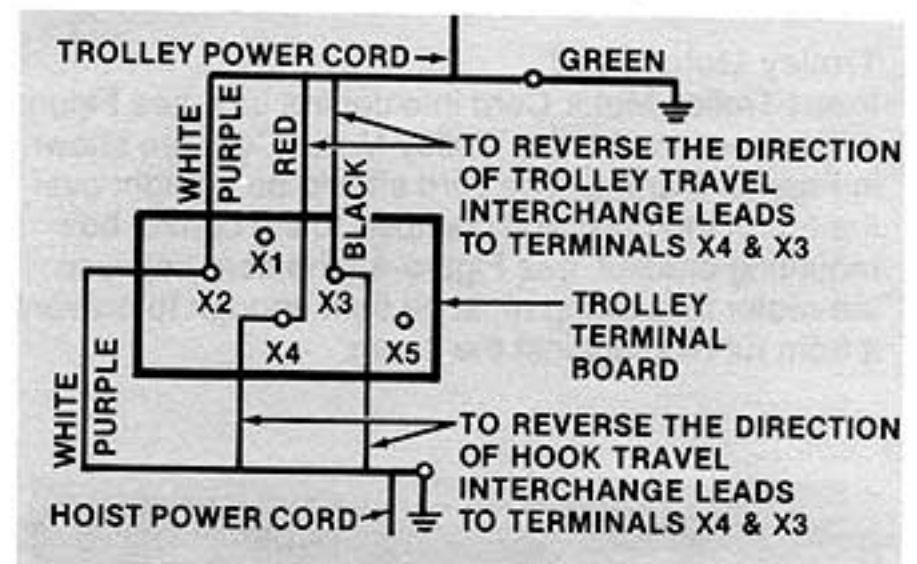 TROLLEY POWER CORD
GREEN
WHITE
PURPLE
RED
BLACK
TO REVERSE THE DIRECTION
OF TROLLEY TRAVEL
INTERCHANGE LEADS
TO TERMINALS X4 & X3
X1
X2
X3
X4
X5
TROLLEY
TERMINAL
BOARD
WHITE
PURPLE
TO REVERSE THE DIRECTION
OF HOOK TRAVEL
INTERCHANGE LEADS
TO TERMINALS X4 & X3
HOIST POWER CORD